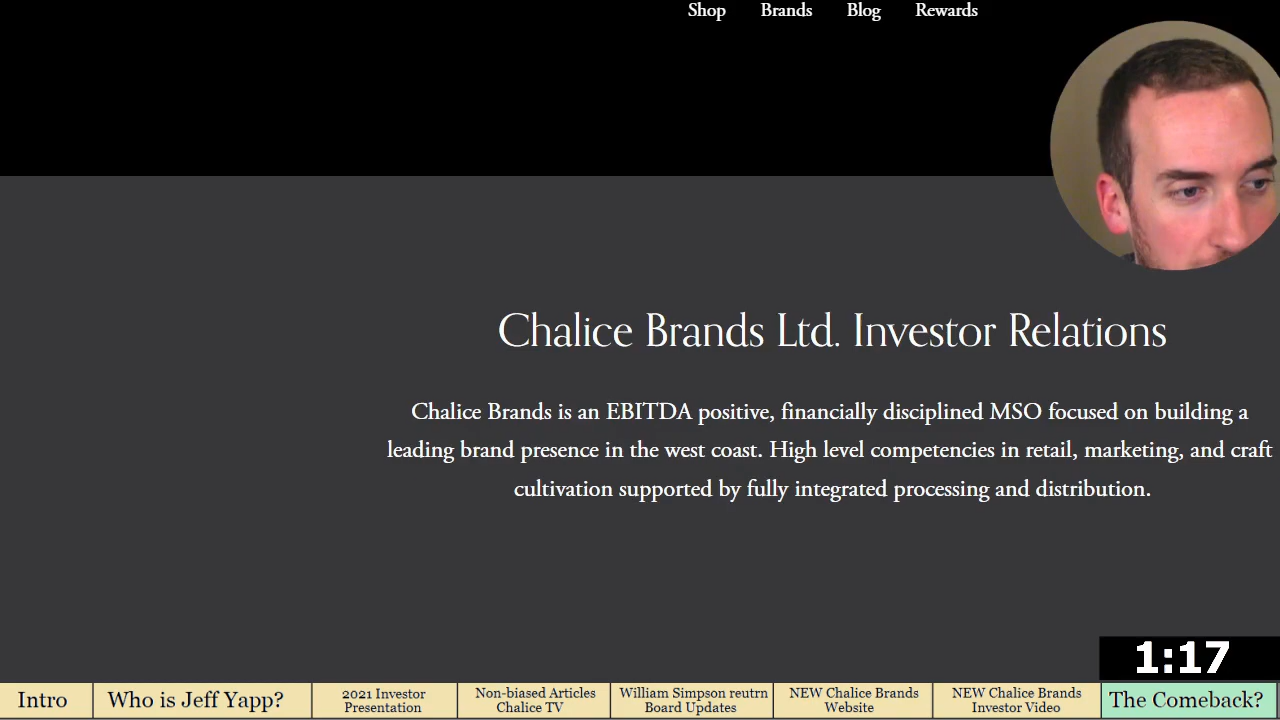 Shop Brands Blog Rewards
Chalice Brands Ltd. Investor Relations
Chalice Brands is an EBITDA positive, financially disciplined MSO focused on building a
leading brand presence in the west coast. High level competencies in retail, marketing, and craft
cultivation supported by fully integrated processing and distribution.
1:17
Intro
Who is Jeff Yapp?
2021 Investor
Presentation
Non-biased Articles
Chalice TV
William Simpson reutrn
Board Updates
NEW Chalice Brands
Website
NEW Chalice Brands
Investor Video
The Comeback?